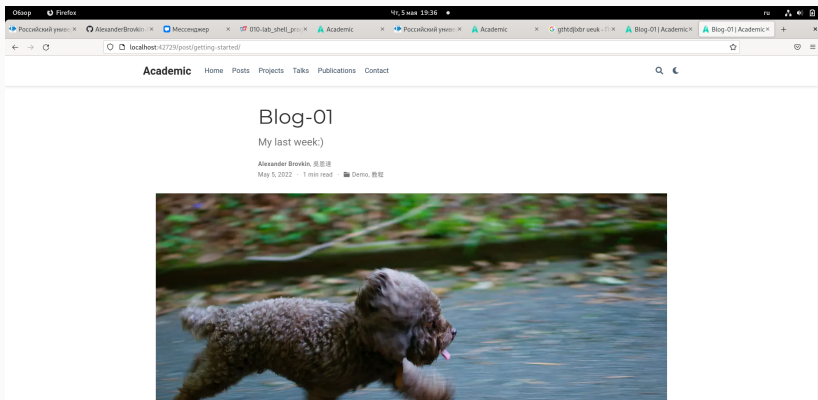 Обзор Firefox Чт, 5 мая 19:36 ru
Российский униве AlexanderBrovkin Мессенджер 010-lab_shell_prog Academic Российский униве Academic gthtdjlxbr ueuk - П Blog-01 | Academic Blog-01 | Academic
localhost:42729/post/getting-started/
Academic Home Posts Projects Talks Publications Contact
Blog-01
My last week:)
Alexander Brovkin, 吳恩達
May 5, 2022 · 1 min read · Demo, 教程